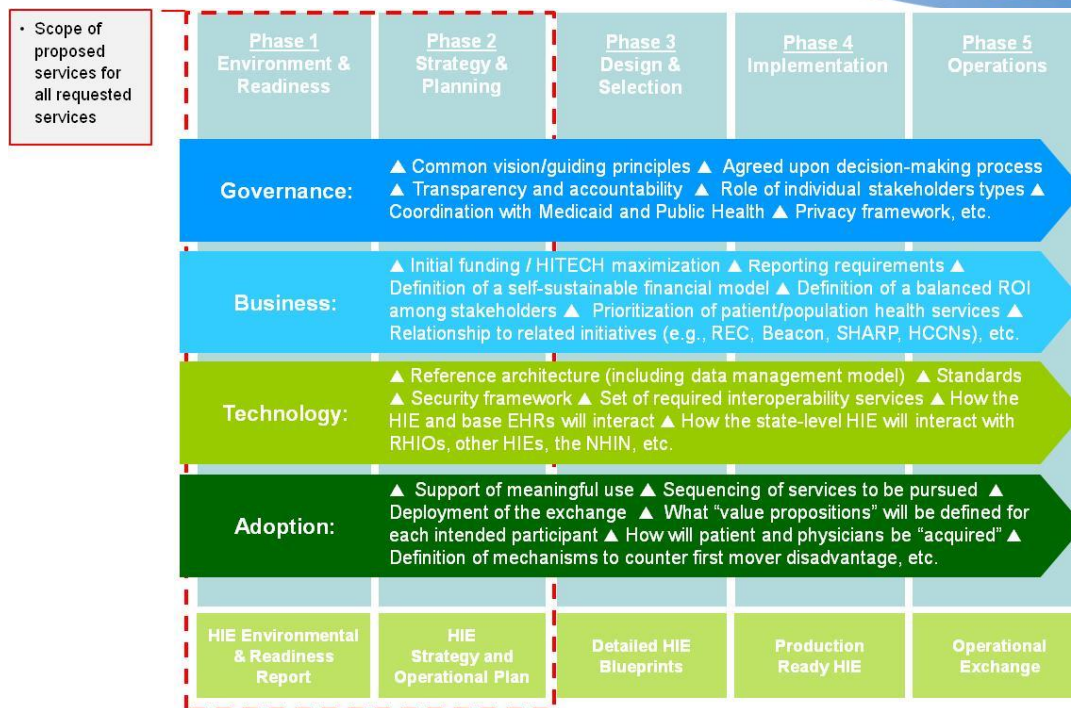 • Scope of
proposed
services for
all requested
services
Phase 1
Environment &
Readiness
Phase 2
Strategy &
Planning
Phase 3
Design &
Selection
Phase 4
Implementation
Phase 5
Operations
Governance:
▲ Common vision/guiding principles ▲ Agreed upon decision-making process
▲ Transparency and accountability ▲ Role of individual stakeholders types ▲
Coordination with Medicaid and Public Health ▲ Privacy framework, etc.
Business:
▲ Initial funding / HITECH maximization ▲ Reporting requirements ▲
Definition of a self-sustainable financial model ▲ Definition of a balanced ROI
among stakeholders ▲ Prioritization of patient/population health services ▲
Relationship to related initiatives (e.g., REC, Beacon, SHARP, HCCNs), etc.
Technology:
▲ Reference architecture (including data management model) ▲ Standards
▲ Security framework ▲ Set of required interoperability services ▲ How the
HIE and base EHRs will interact ▲ How the state-level HIE will interact with
RHIOs, other HIEs, the NHIN, etc.
Adoption:
▲ Support of meaningful use ▲ Sequencing of services to be pursued ▲
Deployment of the exchange ▲ What “value propositions” will be defined for
each intended participant ▲ How will patient and physicians be “acquired” ▲
Definition of mechanisms to counter first mover disadvantage, etc.
HIE Environmental
& Readiness
Report
HIE
Strategy and
Operational Plan
Detailed HIE
Blueprints
Production
Ready HIE
Operational
Exchange